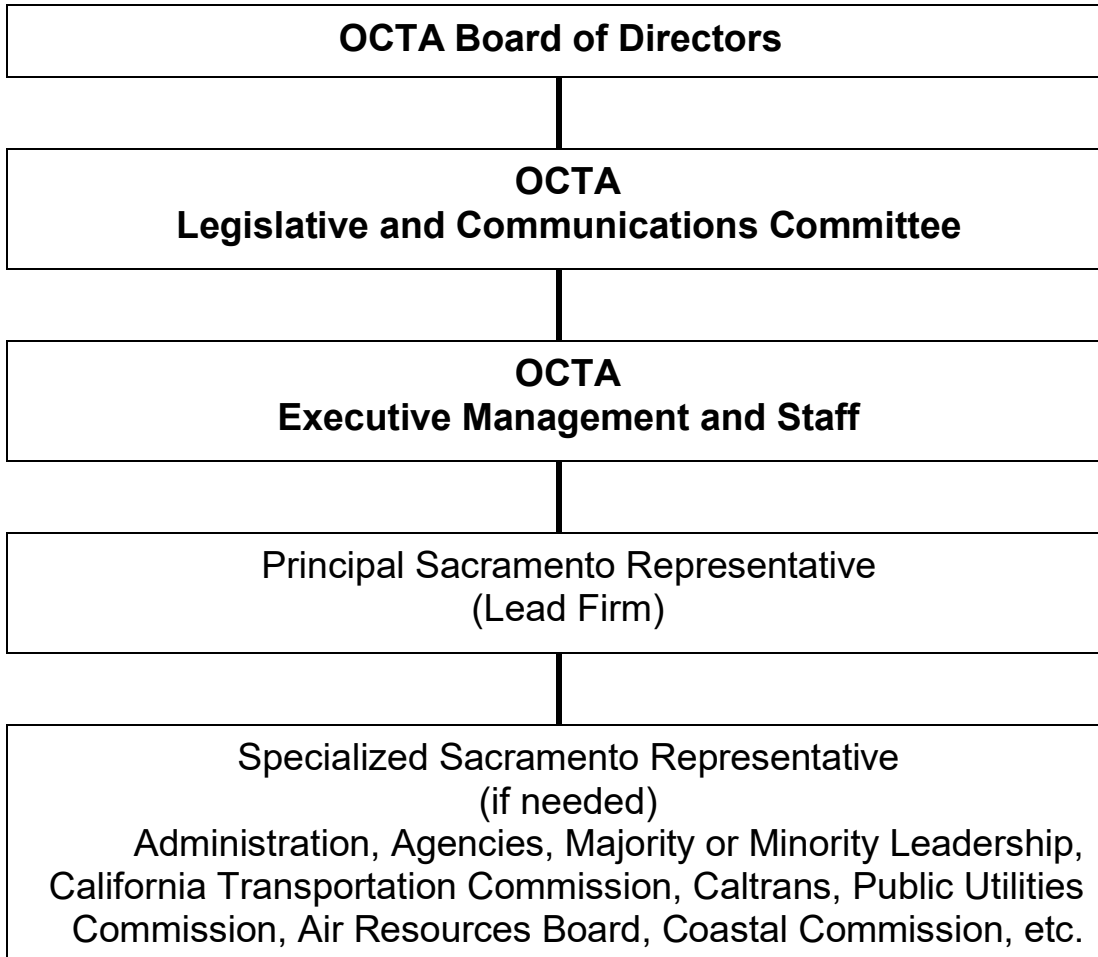 OCTA Board of Directors
OCTA
Legislative and Communications Committee
OCTA
Executive Management and Staff
Principal Sacramento Representative
(Lead Firm)
Specialized Sacramento Representative
(if needed)
Administration, Agencies, Majority or Minority Leadership,
California Transportation Commission, Caltrans, Public Utilities
Commission, Air Resources Board, Coastal Commission, etc.